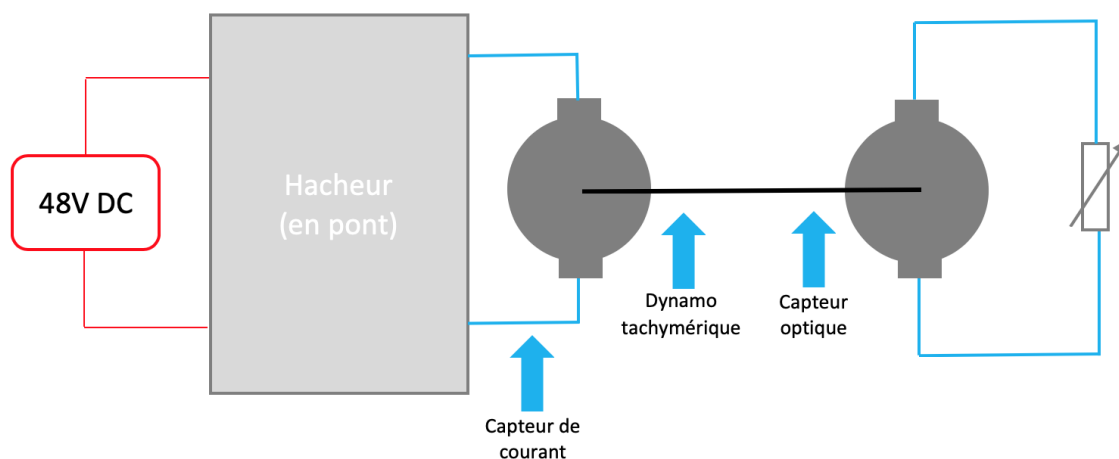 48V DC
Hacheur
(en pont)
Dynamo
tachymérique
Capteur
optique
Capteur de
courant